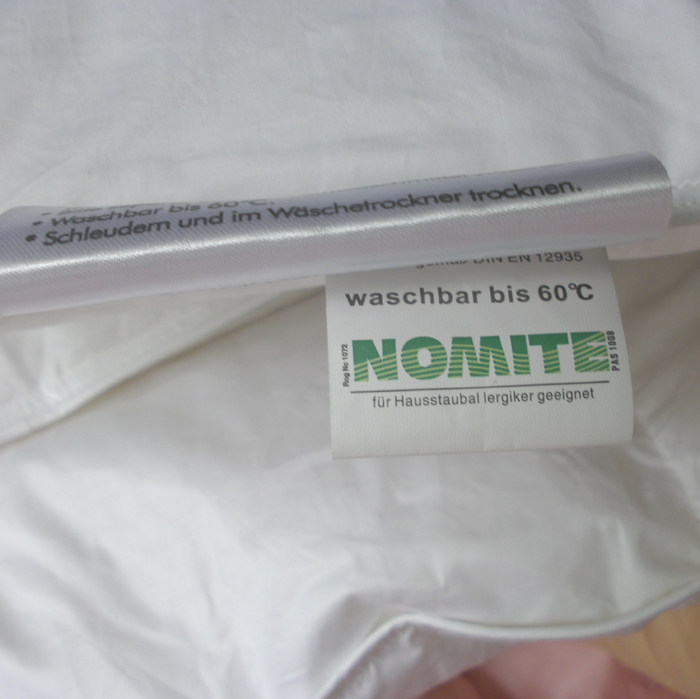 • Waschbar bis 60°C.
• Schleudern und im Wäschetrockner trocknen.
gemäß DIN EN 12935
waschbar bis 60°C
Reg No 1072
NOMITE
PAS 1008
für Hausstaubal lergiker geeignet